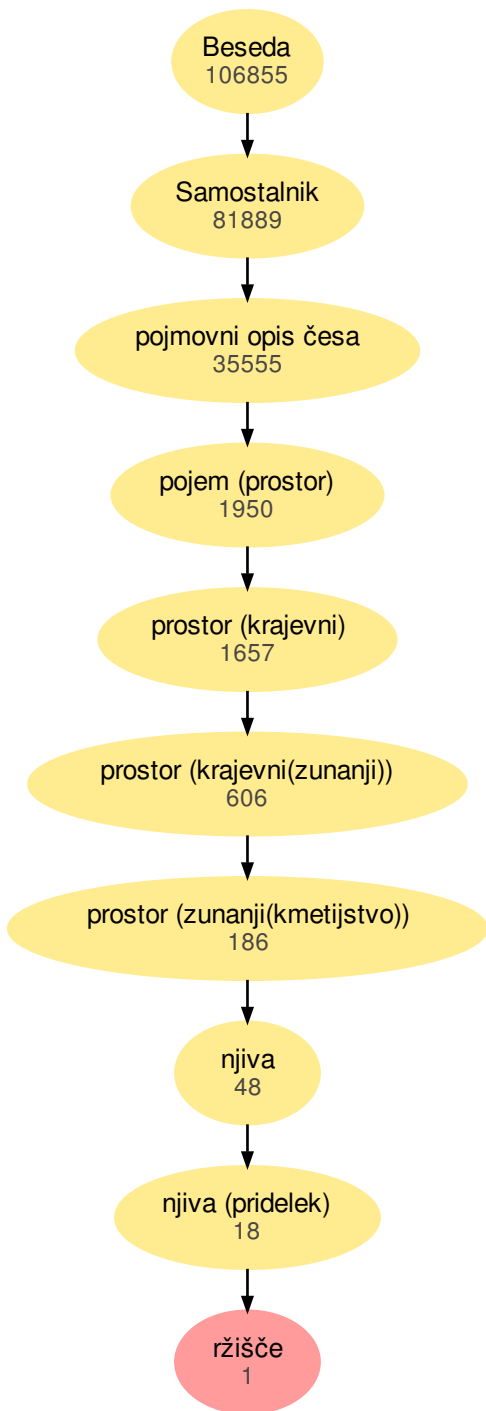 Beseda
106855
Samostalnik
81889
pojmovni opis česa
35555
pojem (prostor)
1950
prostor (krajevni)
1657
prostor (krajevni(zunanji))
606
prostor (zunanji(kmetijstvo))
186
njiva
48
njiva (pridelek)
18
ržišče
1